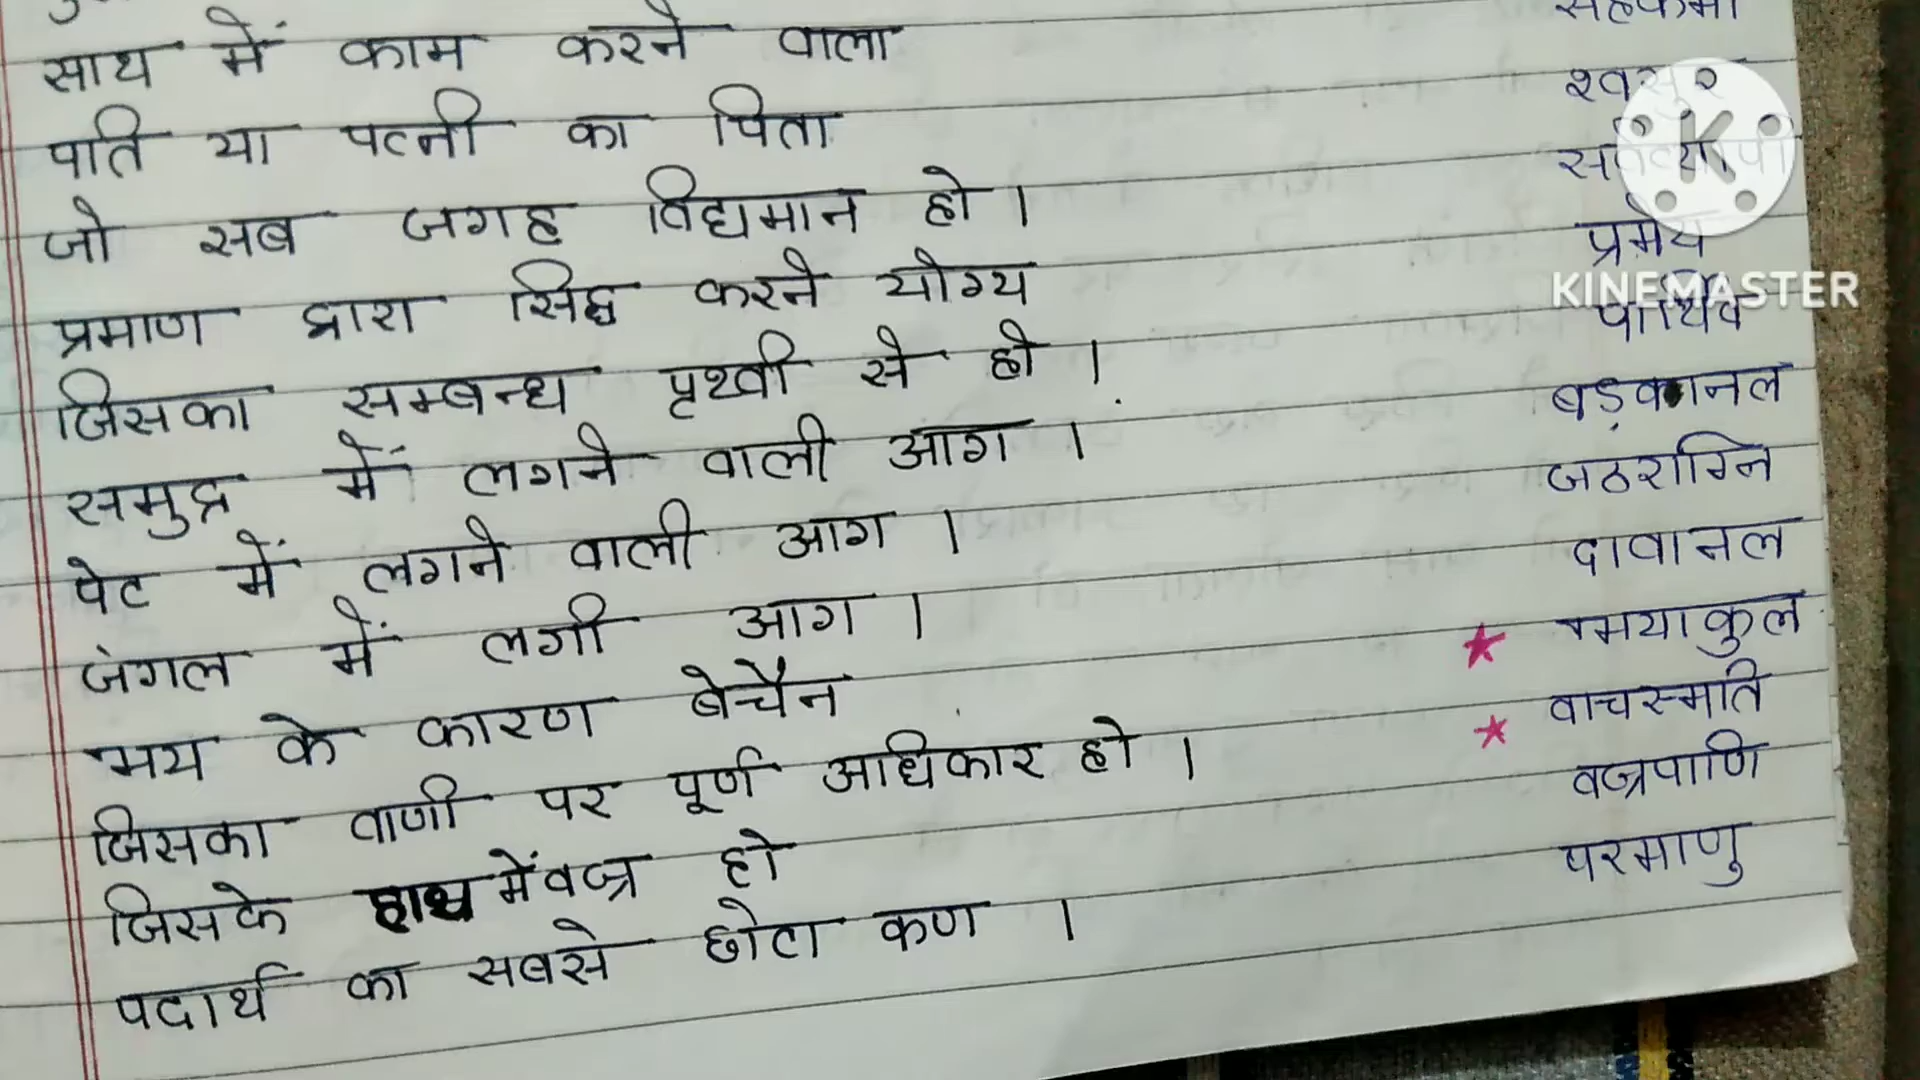 साथ में काम करने वाला सहकर्मी
पति या पत्नी का पिता श्वसुर
जो सब जगह विद्यमान हो।
प्रमाण द्वारा सिद्ध करने योग्य प्रमेय
KINEMASTER
जिसका सम्बन्ध पृथ्वी से हो। पार्थिव
समुद्र में लगने वाली आग। बड़वानल
पेट में लगने वाली आग। जठराग्नि
जंगल में लगी आग। दावानल
भय के कारण बेचैन भयाकुल
जिसका वाणी पर पूर्ण अधिकार हो। वाचस्पति
जिसके हाथ में वज्र हो वज्रपाणि
पदार्थ का सबसे छोटा कण। परमाणु